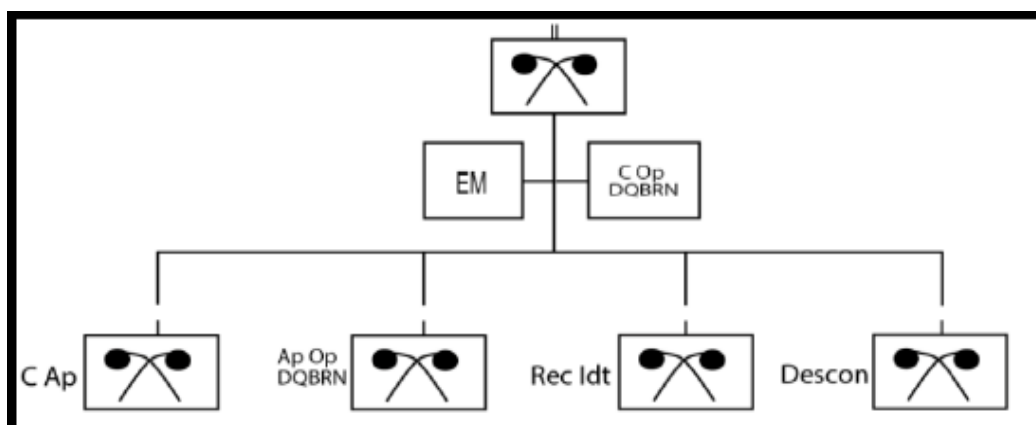 EM
C Op
DQBRN
C Ap
Ap Op
DQBRN
Rec Idt
Descon